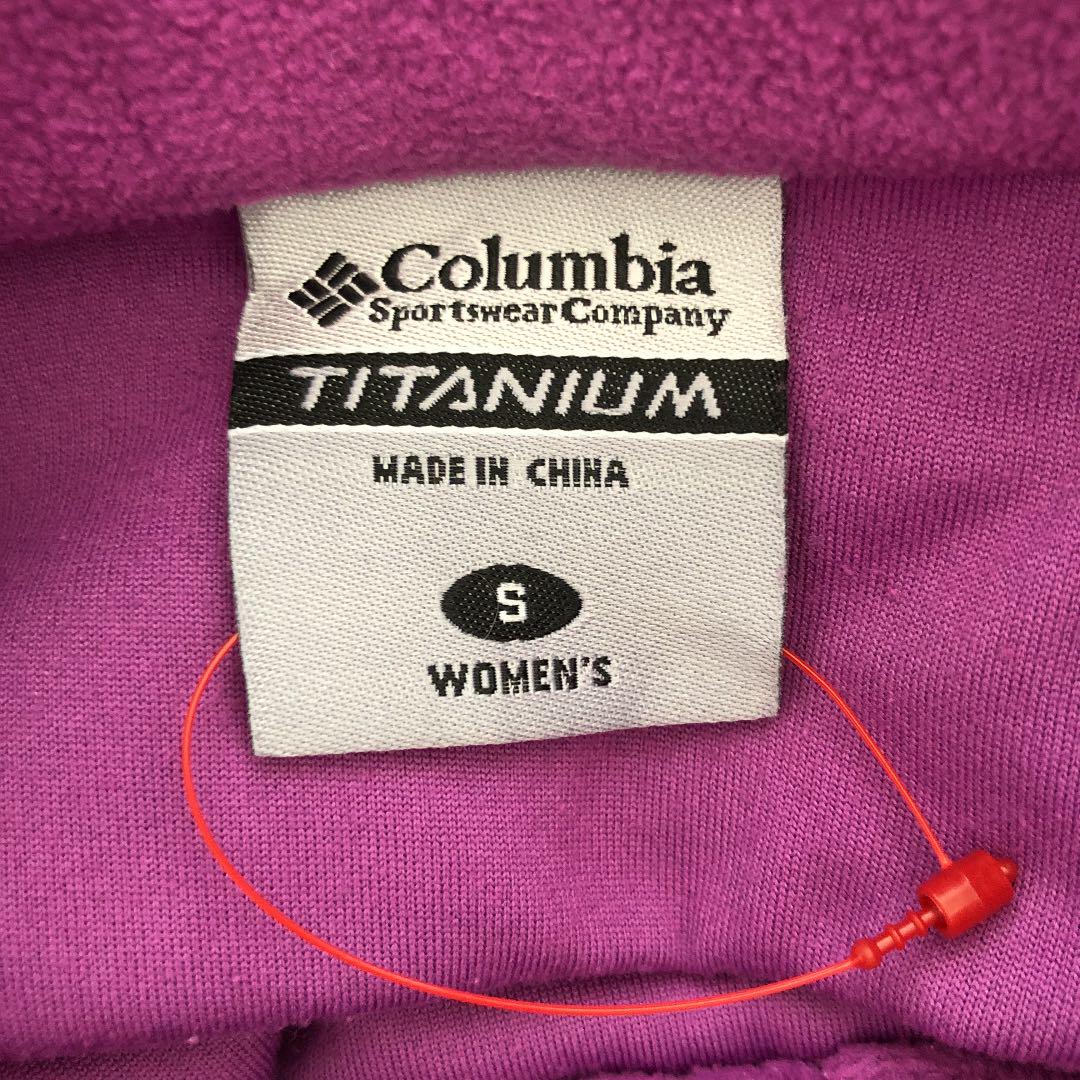 Columbia
Sportswear Company
TITANIUM
MADE IN CHINA
S
WOMEN'S